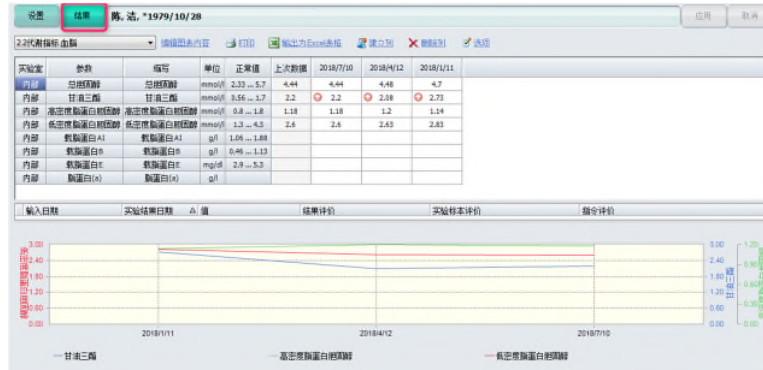 设置 结果 陈, 洁, *1979/10/28 应用 取消
2.2代谢指标:血脂 编辑图表内容 打印 输出为Excel表格 建立列 删除列 选项
实验室 参数 缩写 单位 正常值 上次数据 2018/7/10 2018/4/12 2018/1/11
内部 总胆固醇 总胆固醇 mmol/l 2.33 ... 5.7 4.44 4.44 4.48 4.7
内部 甘油三酯 甘油三酯 mmol/l 0.56 ... 1.7 2.2 2.2 2.08 2.73
内部 高密度脂蛋白胆固醇 高密度脂蛋白胆固醇 mmol/l 0.8 ... 1.8 1.18 1.18 1.2 1.14
内部 低密度脂蛋白胆固醇 低密度脂蛋白胆固醇 mmol/l 1.3 ... 4.3 2.6 2.6 2.63 2.83
内部 载脂蛋白A1 载脂蛋白A1 g/l 1.06 ... 1.88
内部 载脂蛋白B 载脂蛋白B g/l 0.46 ... 1.13
内部 载脂蛋白E 载脂蛋白E mg/dl 2.9 ... 5.3
内部 脂蛋白(a) 脂蛋白(a) g/l
输入日期 实验结果日期 值 结果评价 实验标本评价 指令评价
3.00 3.00 1.20
2.40 2.40 0.90
1.80 1.80
1.20 1.20 0.60
0.60 0.60 0.30
0.00 0.00 0.00
甘油三酯
2018/1/11 2018/4/12 2018/7/10
甘油三酯 高密度脂蛋白胆固醇 低密度脂蛋白胆固醇